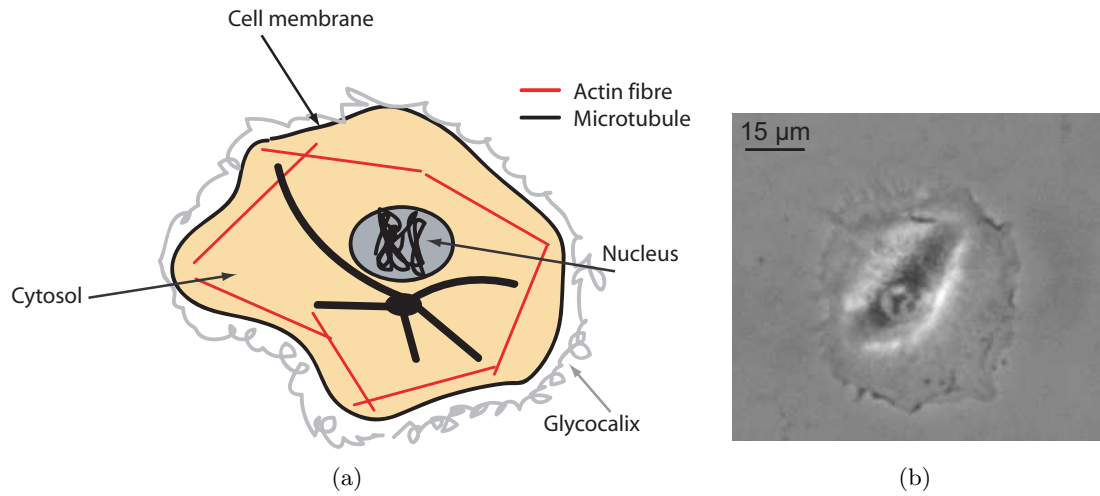 Cell membrane
Actin fibre
Microtubule
15 µm
Nucleus
Cytosol
Glycocalix
(a)
(b)